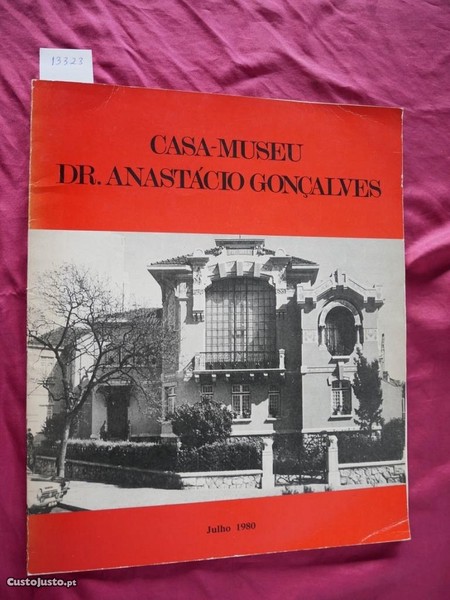 13323
CASA-MUSEU
DR. ANASTÁCIO GONÇALVES
Julho 1980
CustoJusto.pt